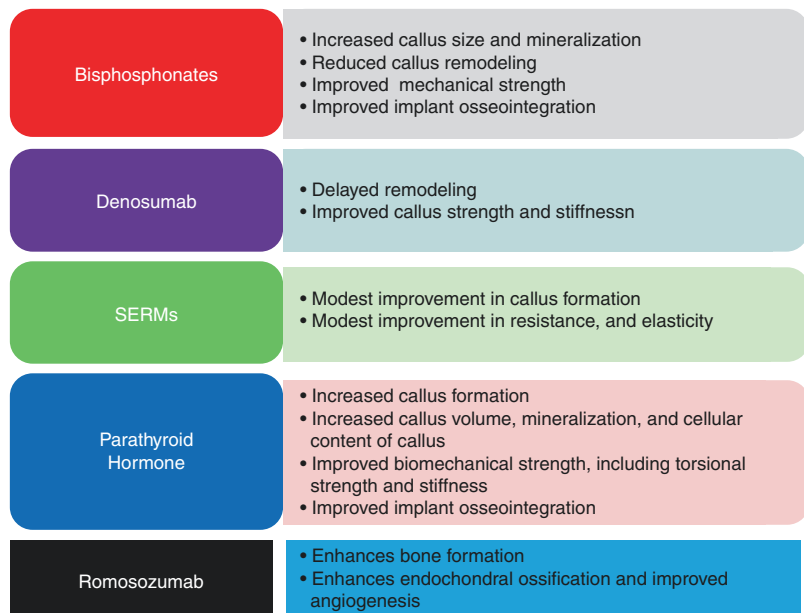 Bisphosphonates
• Increased callus size and mineralization
• Reduced callus remodeling
• Improved mechanical strength
• Improved implant osseointegration
Denosumab
• Delayed remodeling
• Improved callus strength and stiffnessn
SERMs
• Modest improvement in callus formation
• Modest improvement in resistance, and elasticity
Parathyroid
Hormone
• Increased callus formation
• Increased callus volume, mineralization, and cellular
content of callus
• Improved biomechanical strength, including torsional
strength and stiffness
• Improved implant osseointegration
Romosozumab
• Enhances bone formation
• Enhances endochondral ossification and improved
angiogenesis